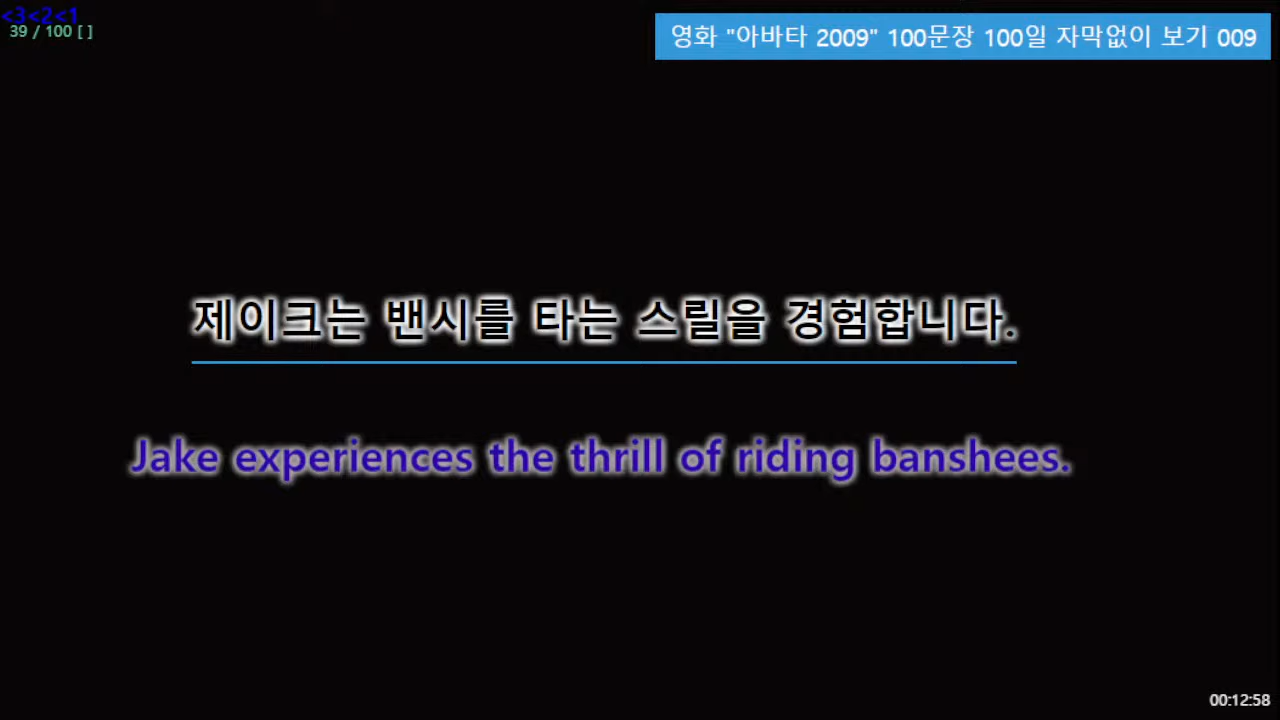 <3<2<1
39 / 100 [ ]
영화 "아바타 2009" 100문장 100일 자막없이 보기 009
제이크는 밴시를 타는 스릴을 경험합니다.
Jake experiences the thrill of riding banshees.
00:12:58